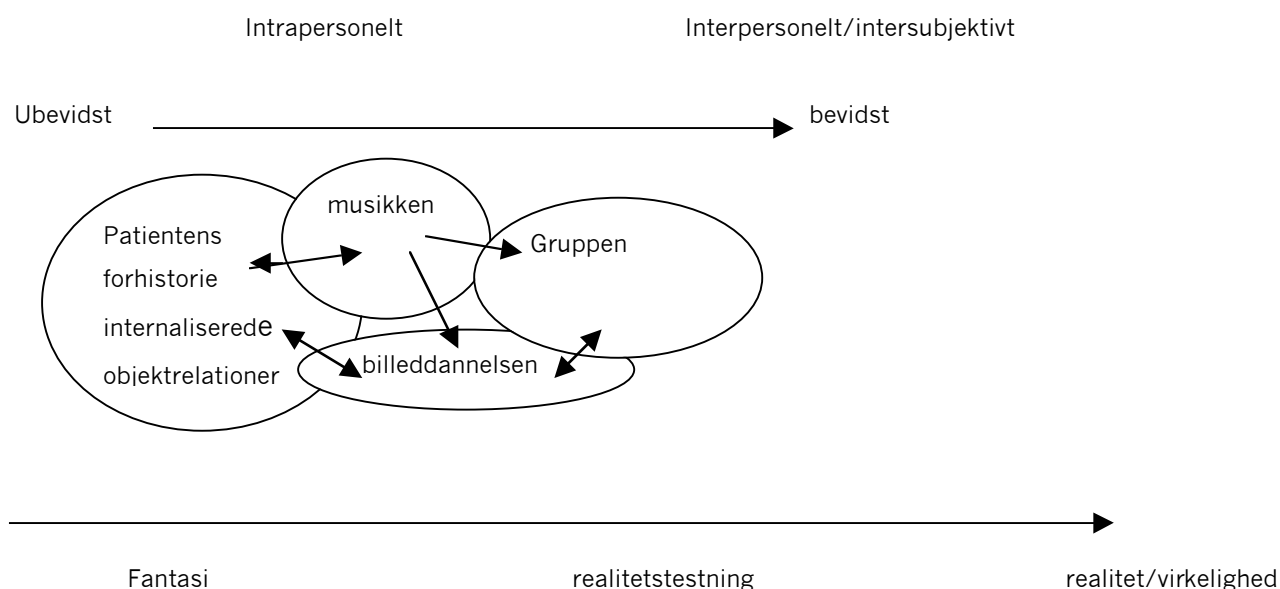 Intrapersonelt Interpersonelt/intersubjektivt
Ubevidst bevidst
musikken
Patientens
Gruppen
forhistorie
internaliserede
billeddannelsen
objektrelationer
Fantasi realitetstestning realitet/virkelighed